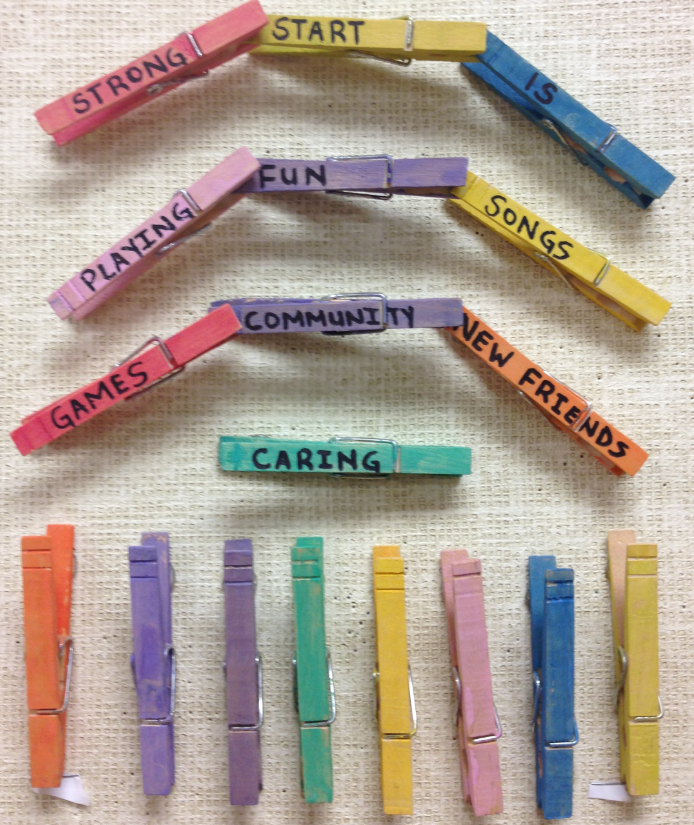 STRONG START IS
PLAYING FUN SONGS
GAMES COMMUNITY NEW FRIENDS
CARING